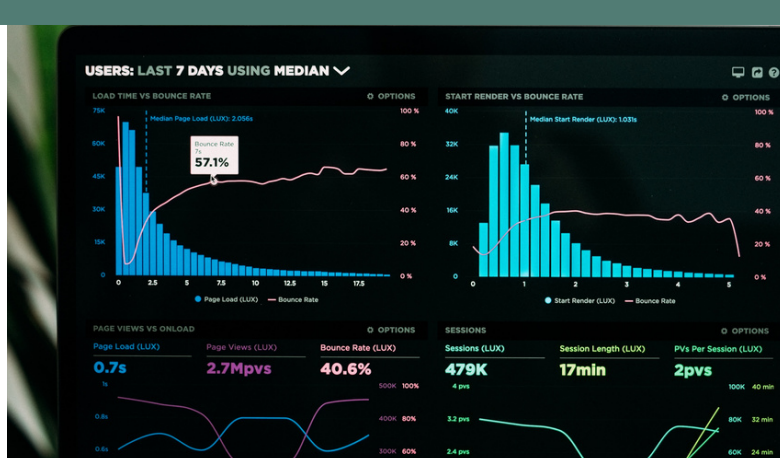 USERS: LAST 7 DAYS USING MEDIAN
LOAD TIME VS BOUNCE RATE
OPTIONS
75K
60K
45K
30K
15K
0
Median Page Load (LUX): 2.056s
Bounce Rate
7s
57.1%
100 %
80 %
60 %
40 %
20 %
0 %
0 2.5 5 7.5 10 12.5 15 17.5
Page Load (LUX) Bounce Rate
START RENDER VS BOUNCE RATE
OPTIONS
40K
32K
24K
16K
8K
0
Median Start Render (LUX): 1.031s
100 %
80 %
60 %
40 %
20 %
0 %
0 1 2 3 4 5
Start Render (LUX) Bounce Rate
PAGE VIEWS VS ONLOAD
OPTIONS
Page Load (LUX) Page Views (LUX) Bounce Rate (LUX)
0.7s 2.7Mpvs 40.6%
1s
0.8s
0.6s
500K 100%
400K 80%
300K 60%
SESSIONS
OPTIONS
Sessions (LUX) Session Length (LUX) PVs Per Session (LUX)
479K 17min 2pvs
4 pvs
3.2 pvs
2.4 pvs
100K 40 min
80K 32 min
60K 24 min